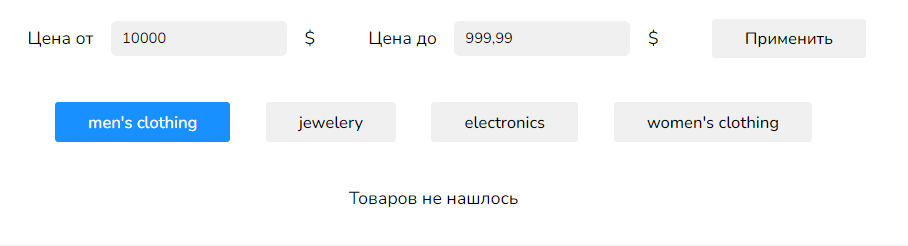 Цена от 10000 $ Цена до 999,99 $ Применить
men's clothing jewelery electronics women's clothing
Товаров не нашлось